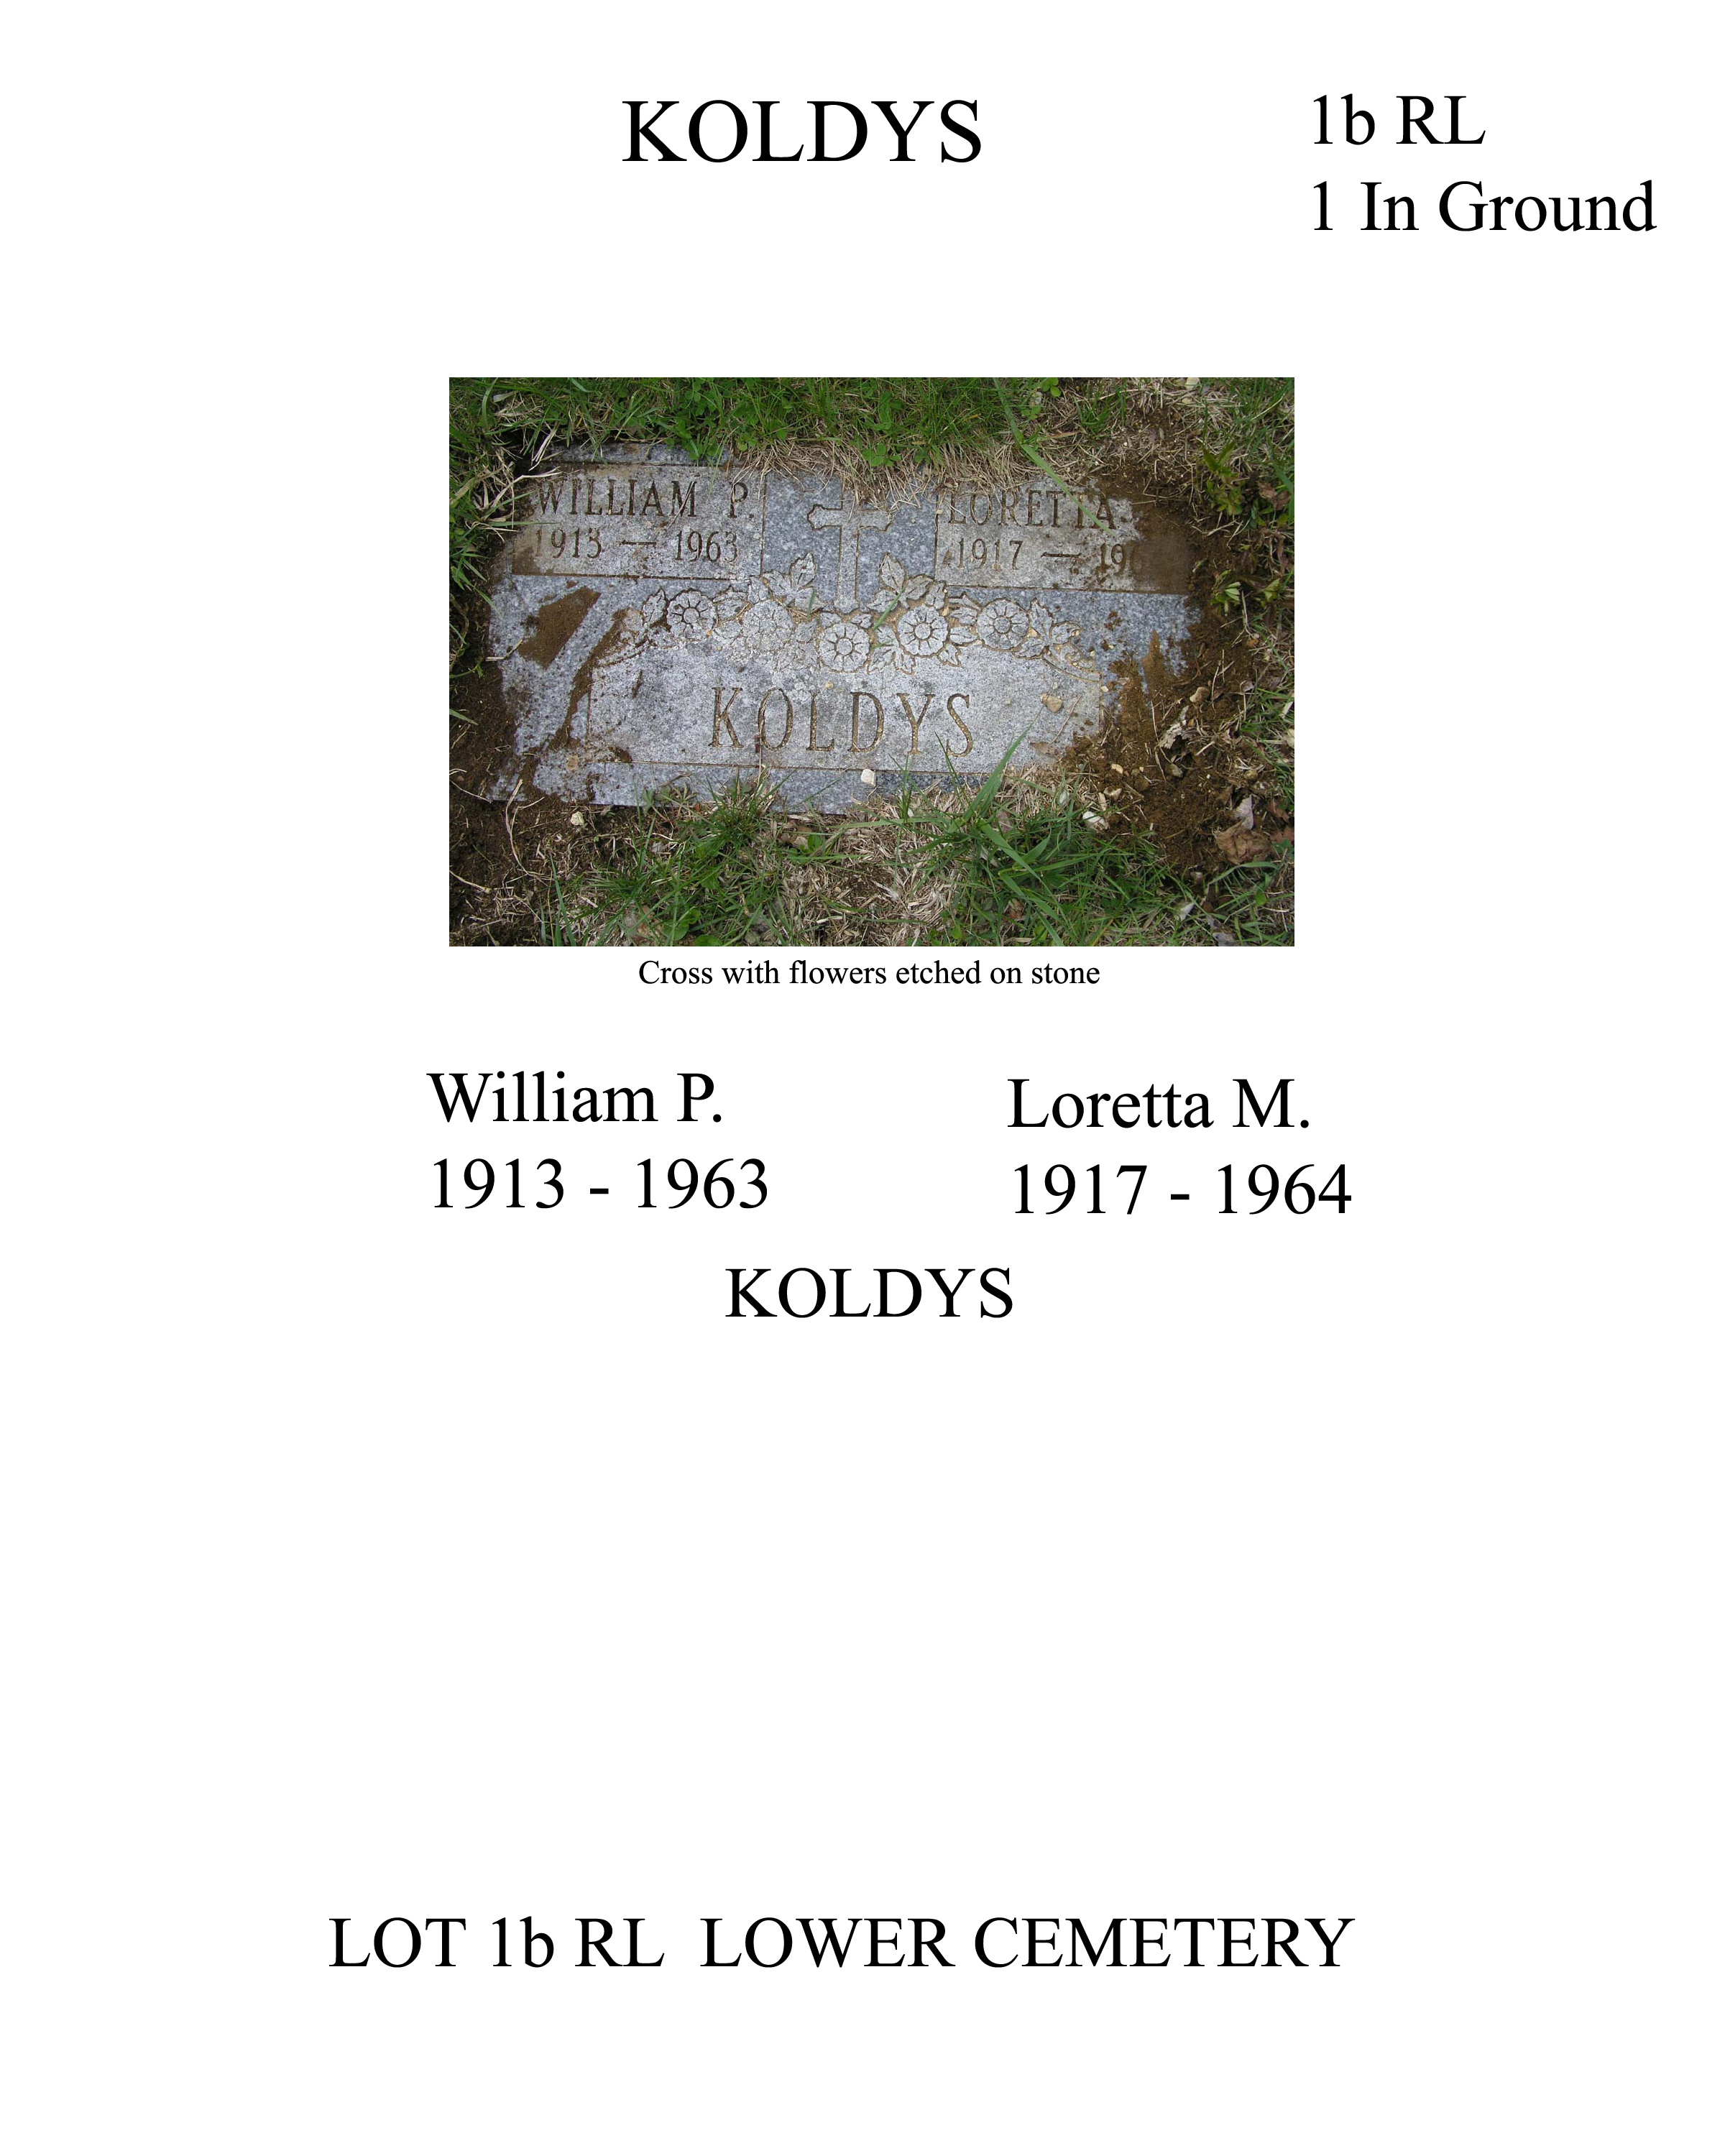 KOLDYS
1b RL
1 In Ground
WILLIAM P.
1913 — 1963
LORETTA
1917 —
KOLDYS
Cross with flowers etched on stone
William P.
1913 - 1963
Loretta M.
1917 - 1964
KOLDYS
LOT 1b RL LOWER CEMETERY